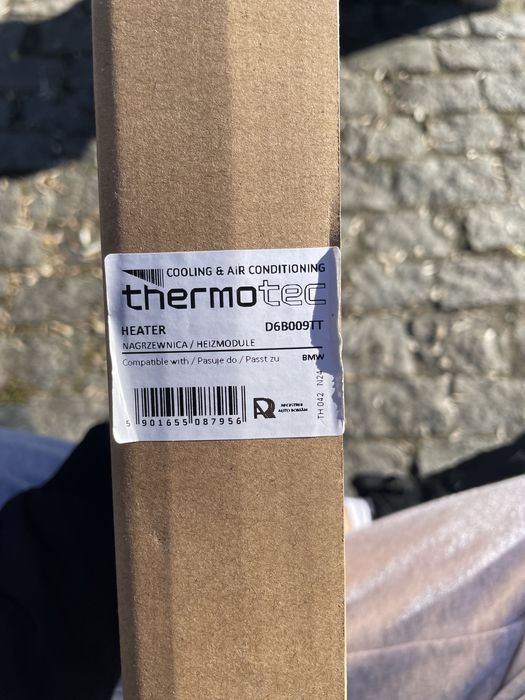 COOLING & AIR CONDITIONING
thermotec
HEATER D6B009TT
NAGRZEWNICA / HEIZMODULE
Compatible with / Pasuje do / Passt zu BMW
5 901655 087956
TH 042 N24